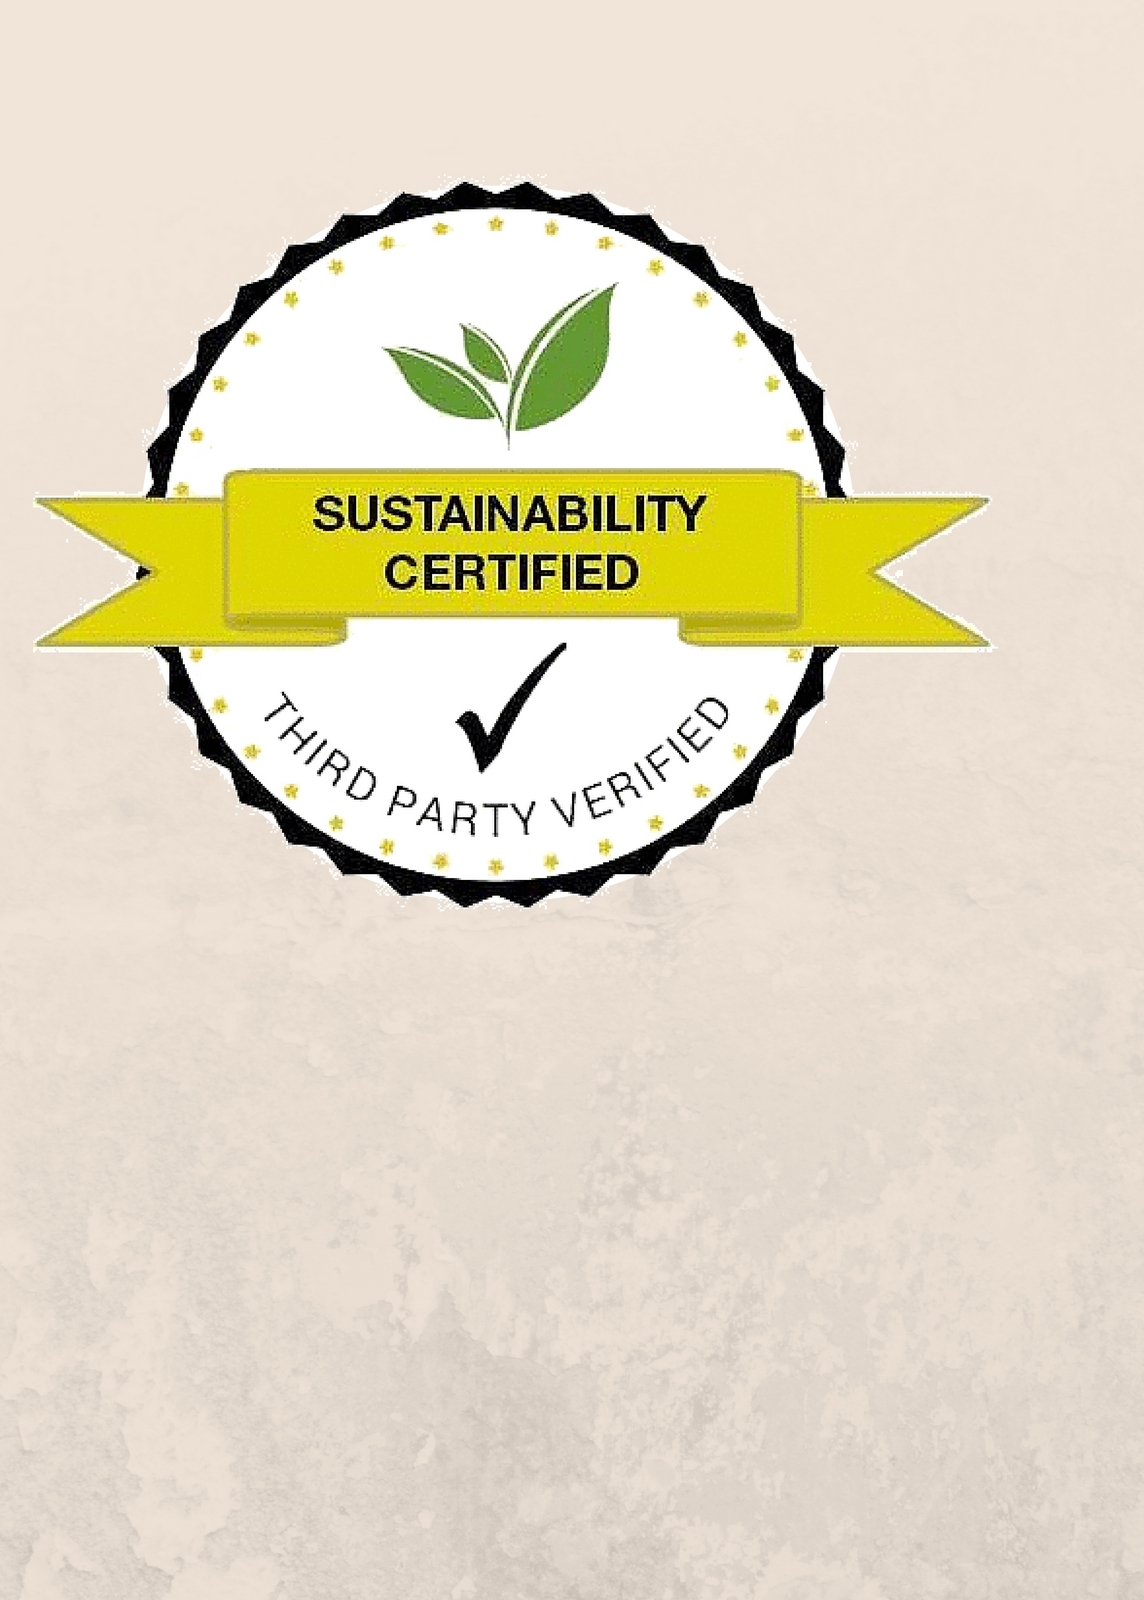 SUSTAINABILITY
CERTIFIED
THIRD PARTY VERIFIED